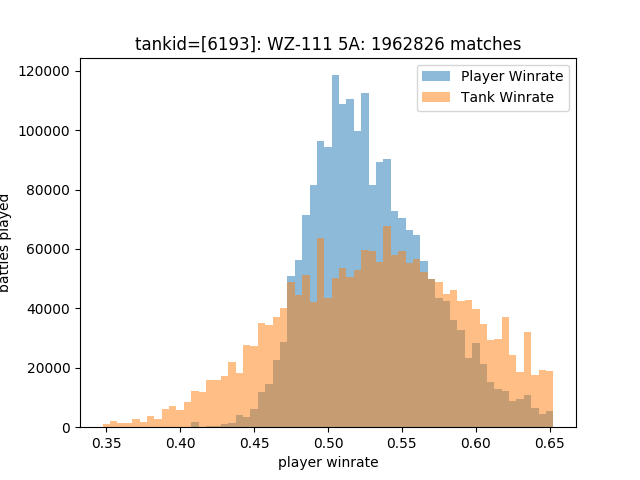 tankid=[6193]: WZ-111 5A: 1962826 matches
Player Winrate
Tank Winrate
battles played
120000
100000
80000
60000
40000
20000
0
0.35 0.40 0.45 0.50 0.55 0.60 0.65
player winrate